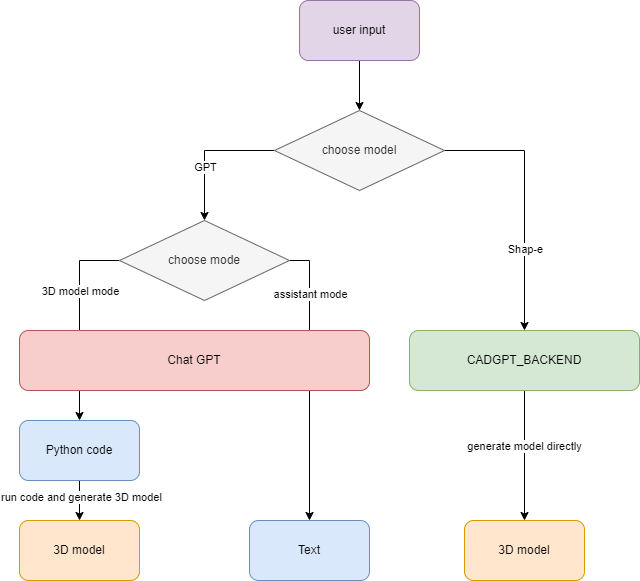 user input
choose model
GPT
Shap-e
choose mode
3D model mode
assistant mode
Chat GPT
CADGPT_BACKEND
Python code
generate model directly
run code and generate 3D model
3D model
Text
3D model